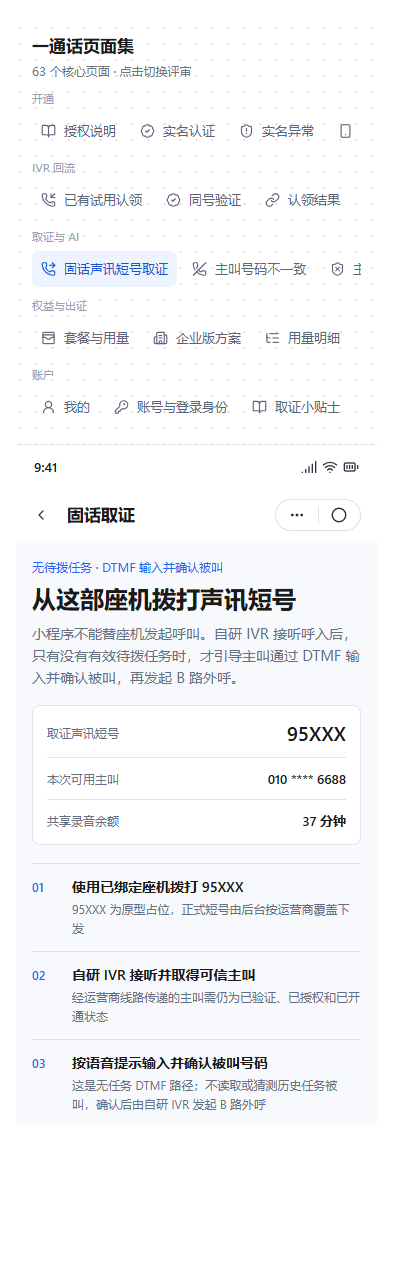 一通话页面集
63 个核心页面 · 点击切换评审
开通
授权说明 实名认证 实名异常
IVR 回流
已有试用认领 同号验证 认领结果
取证与 AI
固话声讯短号取证 主叫号码不一致 主
权益与出证
套餐与用量 企业版方案 用量明细
账户
我的 账号与登录身份 取证小贴士
9:41
固话取证
无待拨任务 · DTMF 输入并确认被叫
从这部座机拨打声讯短号
小程序不能替座机发起呼叫。自研 IVR 接听呼入后，
只有没有有效待拨任务时，才引导主叫通过 DTMF 输
入并确认被叫，再发起 B 路外呼。
取证声讯短号 95XXX
本次可用主叫 010 **** 6688
共享录音余额 37 分钟
01 使用已绑定座机拨打 95XXX
95XXX 为原型占位，正式短号由后台按运营商覆盖下
发
02 自研 IVR 接听并取得可信主叫
经运营商线路传递的主叫需仍为已验证、已授权和已开
通状态
03 按语音提示输入并确认被叫号码
这是无任务 DTMF 路径；不读取或猜测历史任务被
叫，确认后由自研 IVR 发起 B 路外呼